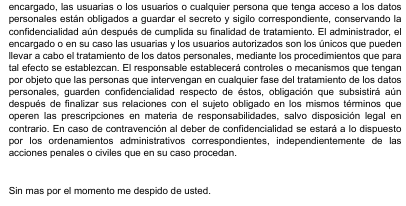 encargado, las usuarias o los usuarios o cualquier persona que tenga acceso a los datos
personales están obligados a guardar el secreto y sigilo correspondiente, conservando la
confidencialidad aún después de cumplida su finalidad de tratamiento. El administrador, el
encargado o en su caso las usuarias y los usuarios autorizados son los únicos que pueden
llevar a cabo el tratamiento de los datos personales, mediante los procedimientos que para
tal efecto se establezcan. El responsable establecerá controles o mecanismos que tengan
por objeto que las personas que intervengan en cualquier fase del tratamiento de los datos
personales, guarden confidencialidad respecto de éstos, obligación que subsistirá aún
después de finalizar sus relaciones con el sujeto obligado en los mismos términos que
operen las prescripciones en materia de responsabilidades, salvo disposición legal en
contrario. En caso de contravención al deber de confidencialidad se estará a lo dispuesto
por los ordenamientos administrativos correspondientes, independientemente de las
acciones penales o civiles que en su caso procedan.
Sin mas por el momento me despido de usted.